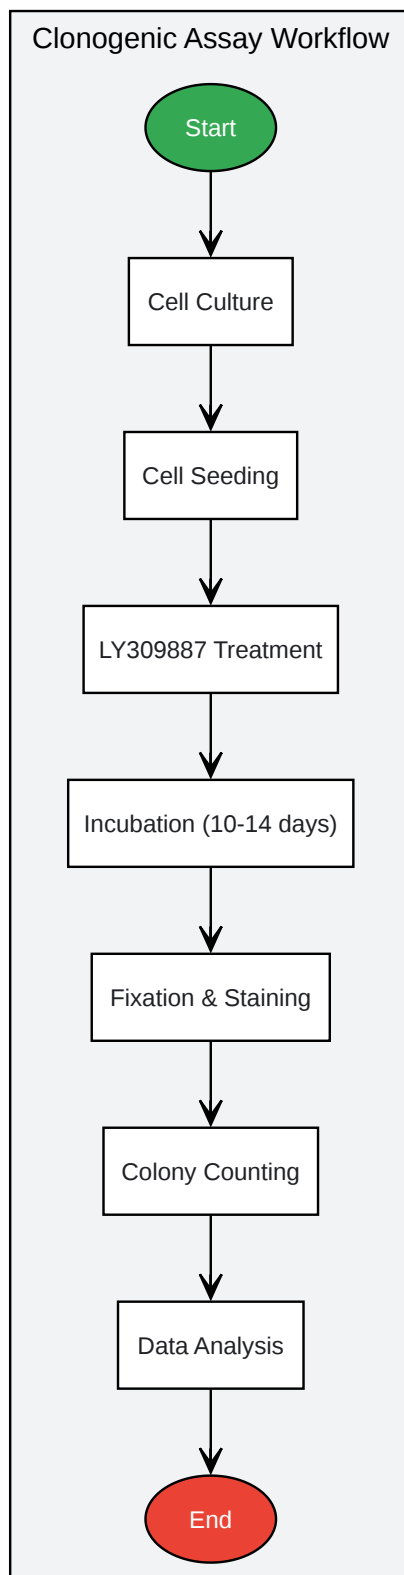 Clonogenic Assay Workflow
Start
Cell Culture
Cell Seeding
LY309887 Treatment
Incubation (10-14 days)
Fixation & Staining
Colony Counting
Data Analysis
End